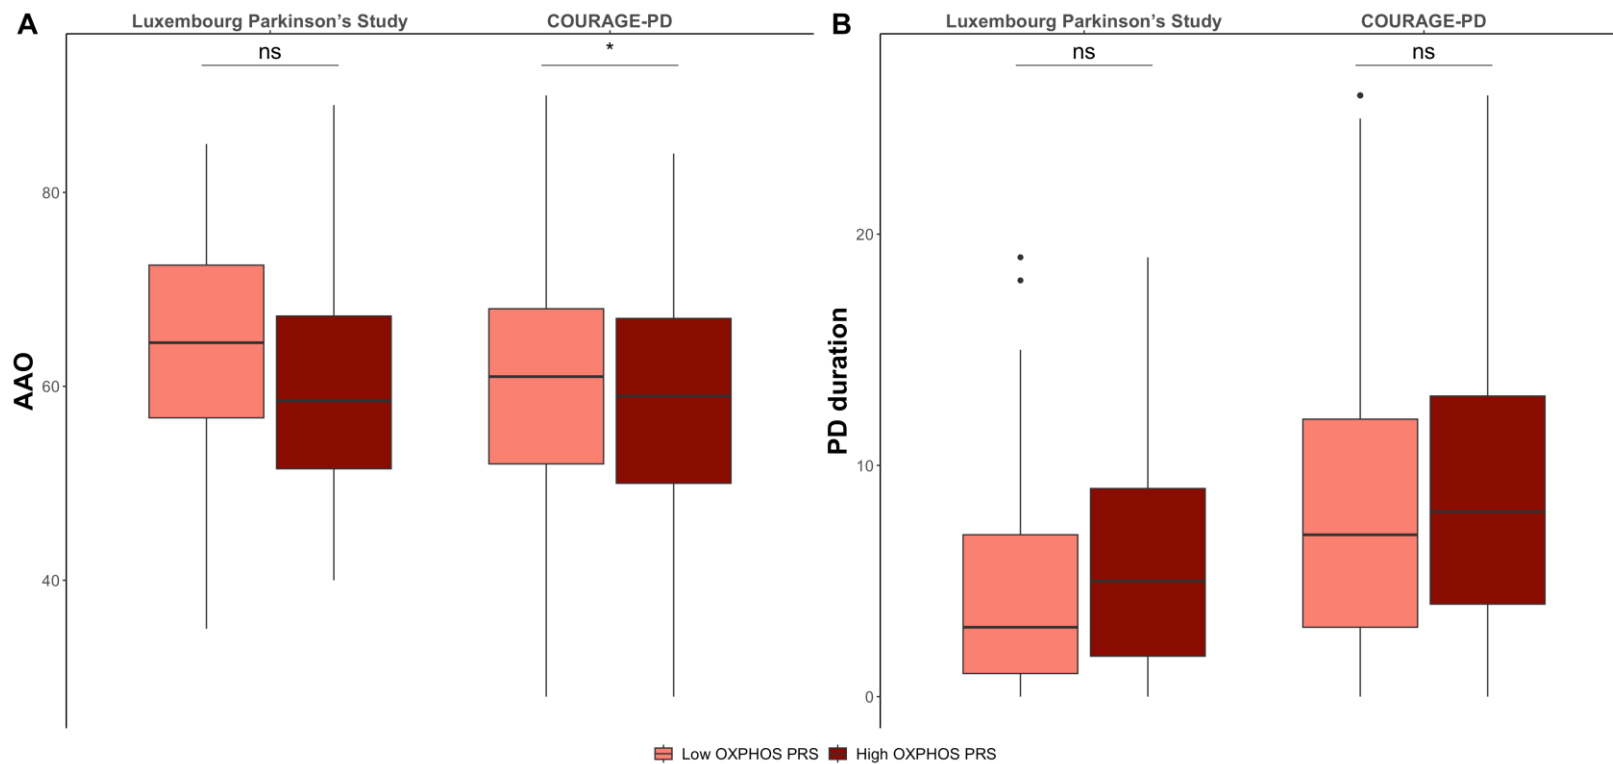 A
Luxembourg Parkinson's Study
COURAGE-PD
ns
*
80
60
40
AAO
B
Luxembourg Parkinson's Study
COURAGE-PD
ns
ns
20
10
0
PD duration
Low OXPHOS PRS
High OXPHOS PRS